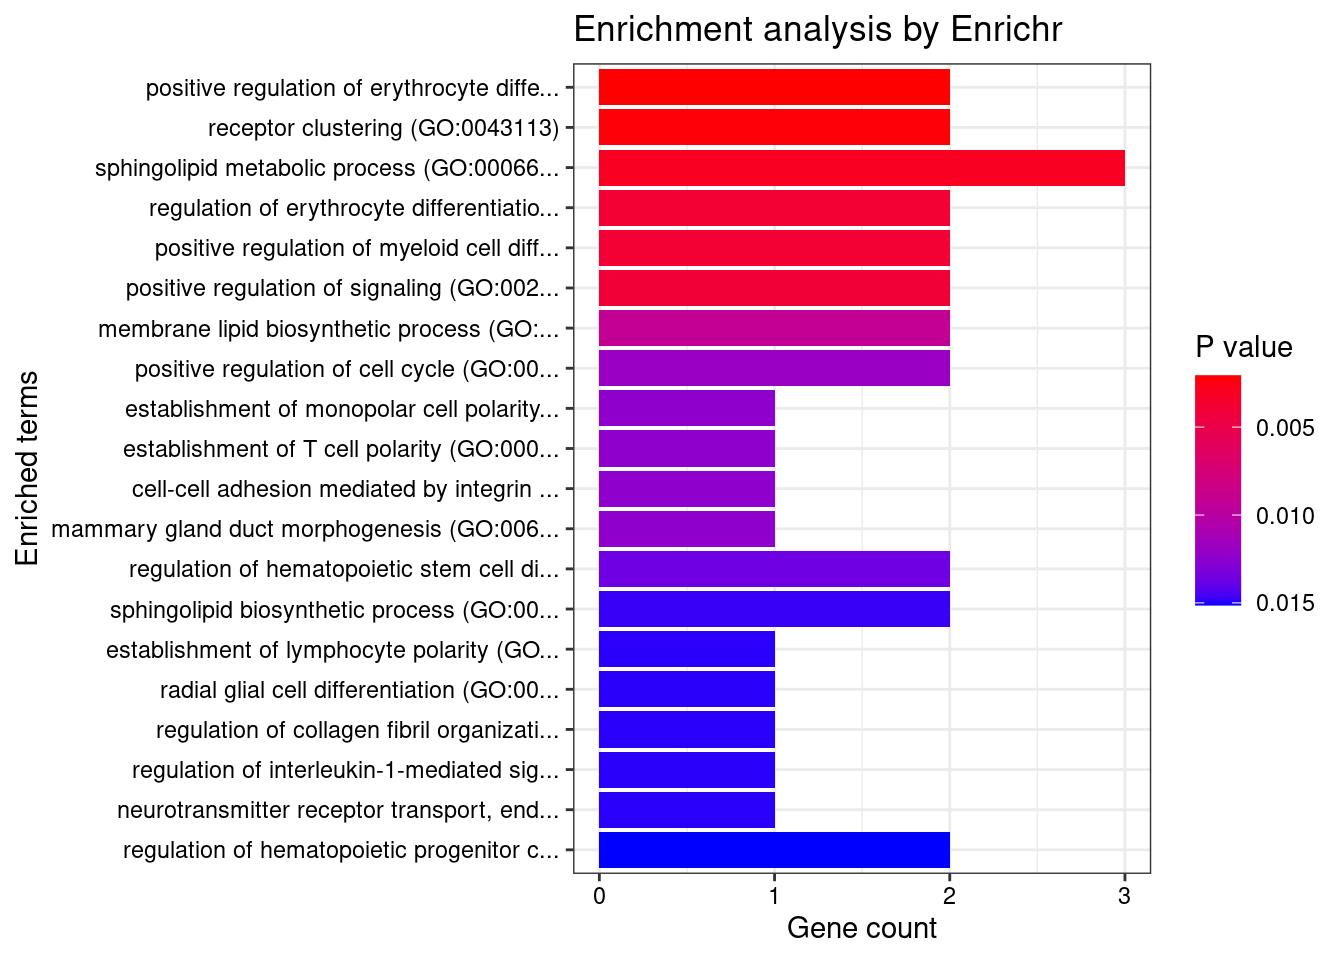 Enrichment analysis by Enrichr
positive regulation of erythrocyte diffe...
receptor clustering (GO:0043113)
sphingolipid metabolic process (GO:00066...
regulation of erythrocyte differentiatio...
positive regulation of myeloid cell diff...
positive regulation of signaling (GO:002...
membrane lipid biosynthetic process (GO:...
positive regulation of cell cycle (GO:00...
establishment of monopolar cell polarity...
establishment of T cell polarity (GO:000...
cell-cell adhesion mediated by integrin ...
mammary gland duct morphogenesis (GO:006...
regulation of hematopoietic stem cell di...
sphingolipid biosynthetic process (GO:00...
establishment of lymphocyte polarity (GO...
radial glial cell differentiation (GO:00...
regulation of collagen fibril organizati...
regulation of interleukin-1-mediated sig...
neurotransmitter receptor transport, end...
regulation of hematopoietic progenitor c...
Enriched terms
0 1 2 3
Gene count
P value
0.005
0.010
0.015